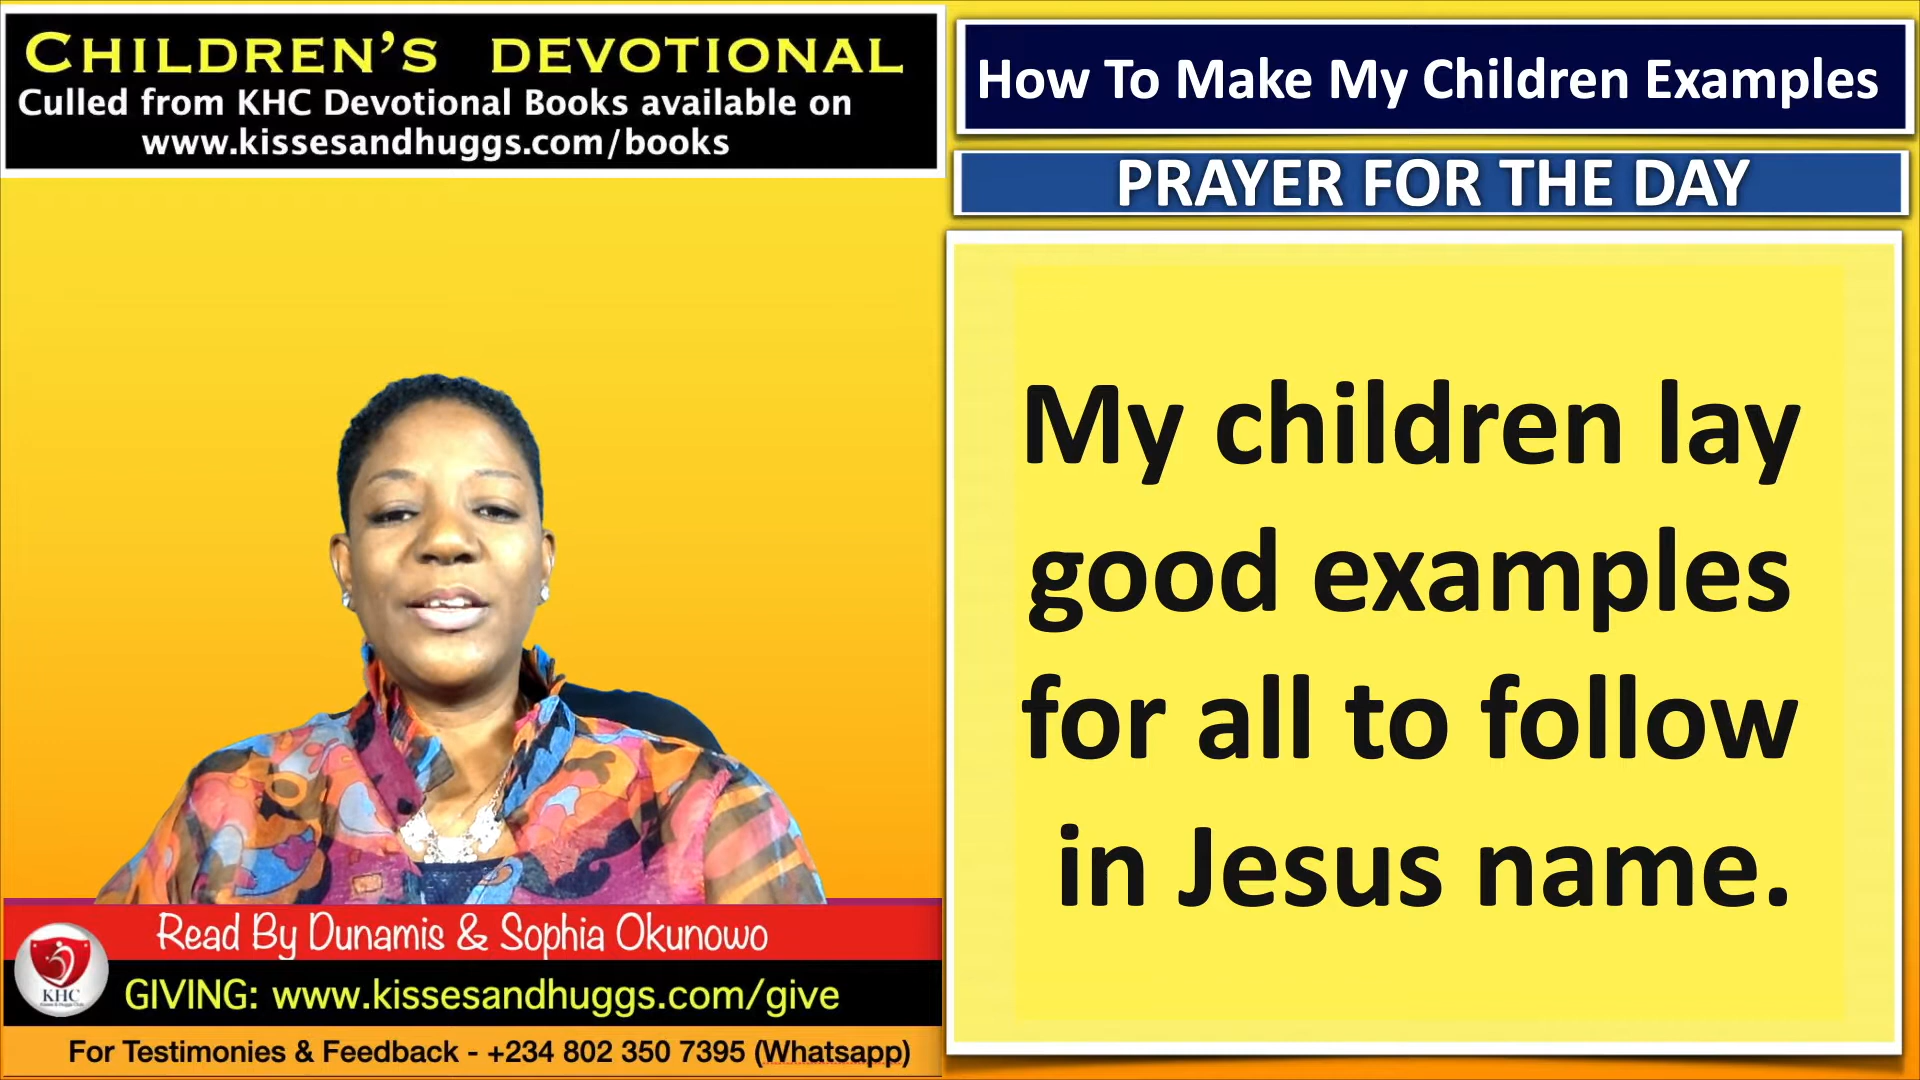 CHILDREN'S DEVOTIONAL
Culled from KHC Devotional Books available on
www.kissesandhuggs.com/books
How To Make My Children Examples
PRAYER FOR THE DAY
My children lay
good examples
for all to follow
in Jesus name.
Read By Dunamis & Sophia Okunowo
KHC
GIVING: www.kissesandhuggs.com/give
For Testimonies & Feedback - +234 802 350 7395 (Whatsapp)